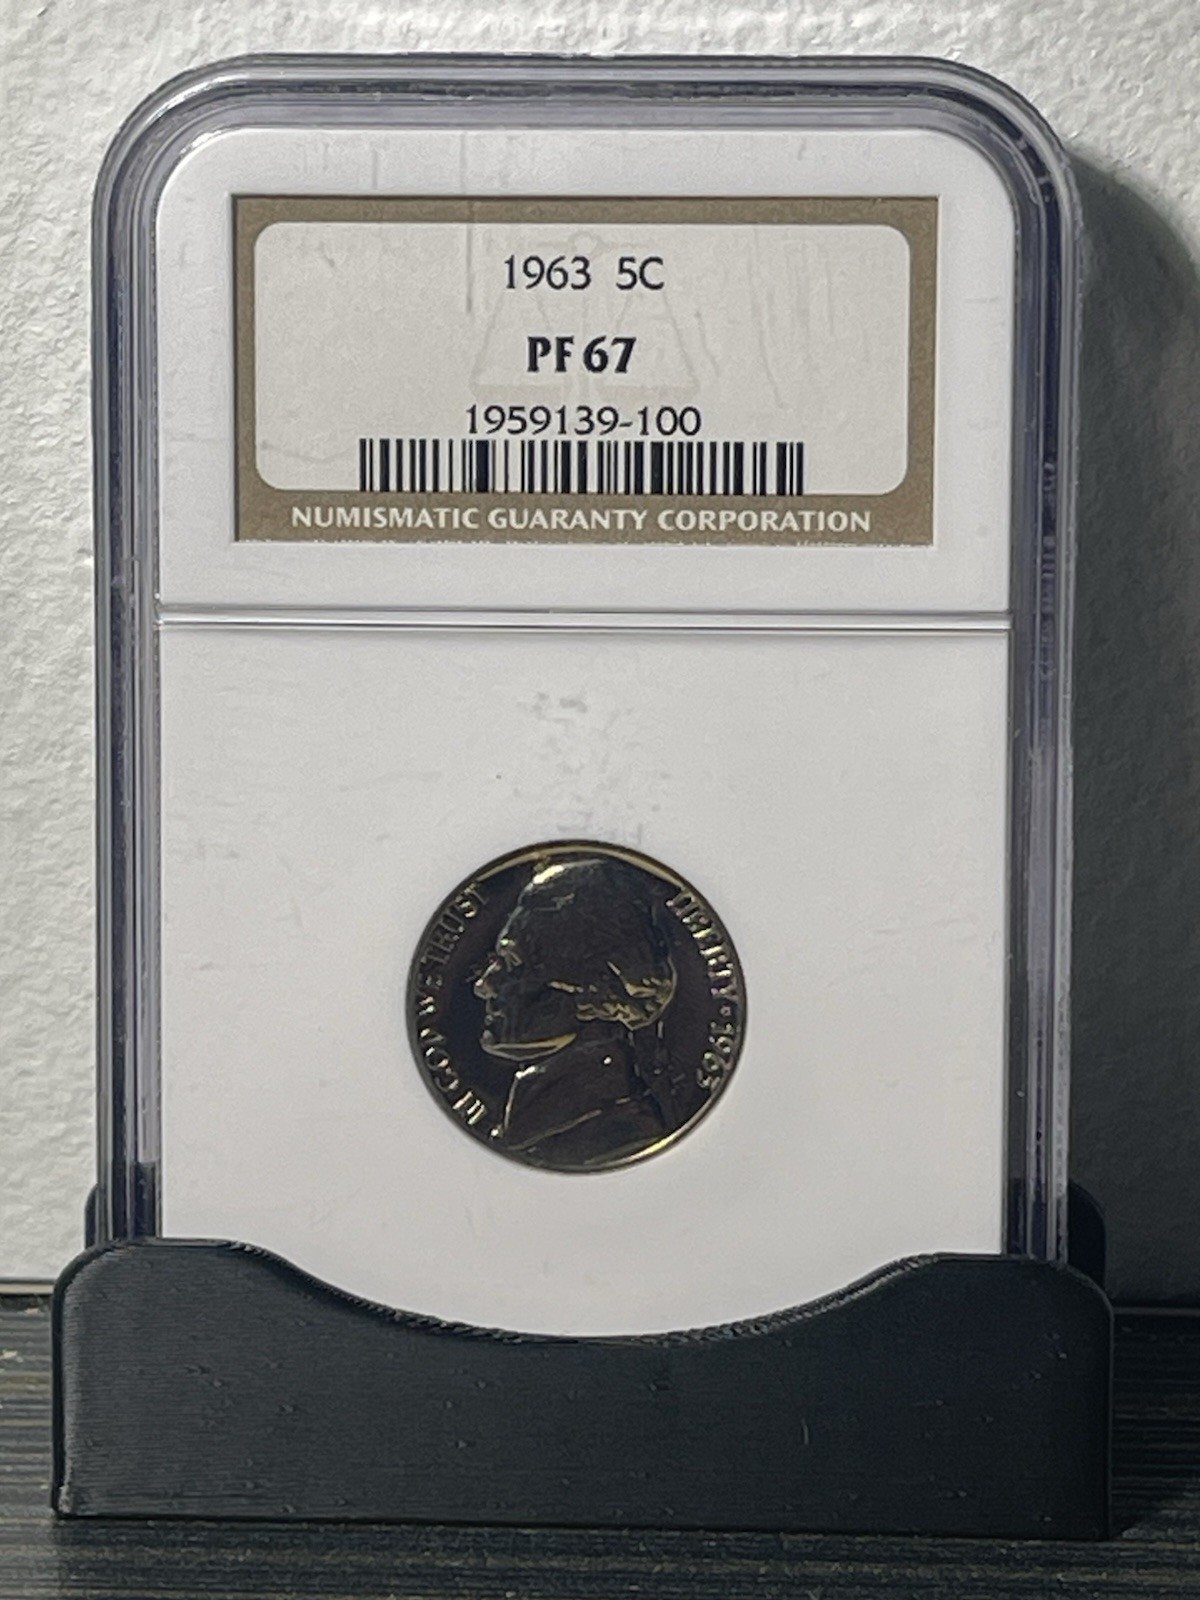 1963 5C
PF 67
1959139-100
NUMISMATIC GUARANTY CORPORATION
IN GOD WE TRUST
LIBERTY · 1963